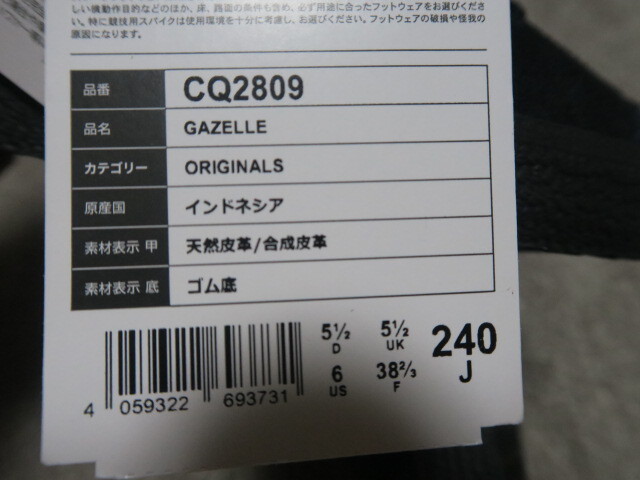 しい機動作目的などのほか、床、路面の条件も含め、必ず用途に合ったフットウェアをお選びくださ
い。特に競技用スパイクは使用環境を十分に考慮し、お選びください。フットウェアの破損や怪我の
原因になります。
品番 CQ2809
品名 GAZELLE
カテゴリー ORIGINALS
原産国 インドネシア
素材表示 甲 天然皮革/合成皮革
素材表示 底 ゴム底
5½ 5½ 240
D UK J
6 38⅔
US F
4 059322 693731